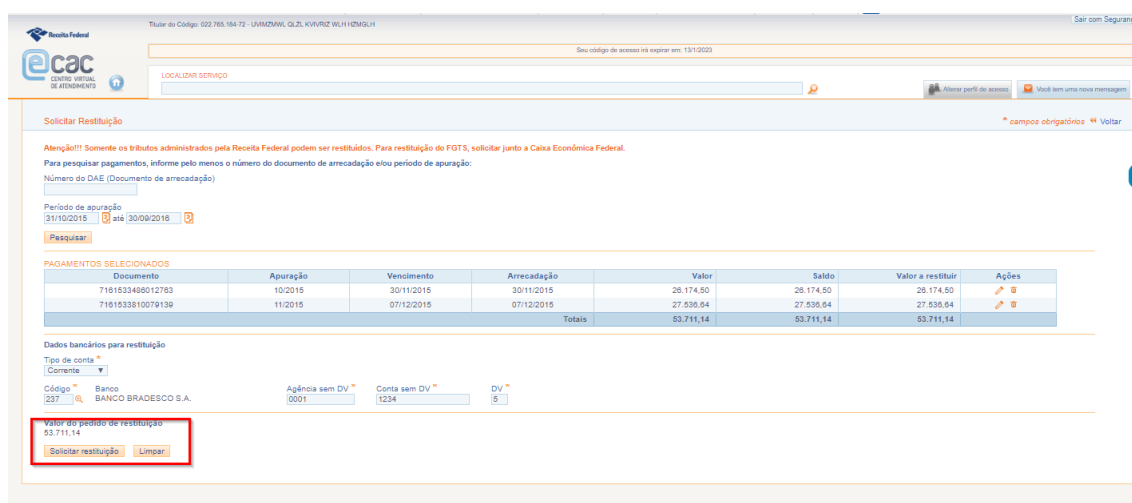 Titular do Código: 022.765.184-72 - UVIMZMWL QLZL KVIVRIZ WLH HZMGLH
Sair com Seguran
Receita Federal
Seu código de acesso irá expirar em: 13/1/2023
ecac
CENTRO VIRTUAL
DE ATENDIMENTO
LOCALIZAR SERVIÇO
Alterar perfil de acesso
Você tem uma nova mensagem
Solicitar Restituição
* campos obrigatórios Voltar
Atenção!!! Somente os tributos administrados pela Receita Federal podem ser restituídos. Para restituição do FGTS, solicitar junto a Caixa Econômica Federal.
Para pesquisar pagamentos, informe pelo menos o número do documento de arrecadação e/ou período de apuração:
Número do DAE (Documento de arrecadação)
Período de apuração
31/10/2015 até 30/09/2016
Pesquisar
PAGAMENTOS SELECIONADOS
Documento Apuração Vencimento Arrecadação Valor Saldo Valor a restituir Ações
7161533486012763 10/2015 30/11/2015 30/11/2015 26.174,50 26.174,50 26.174,50
7161533810079139 11/2015 07/12/2015 07/12/2015 27.536,64 27.536,64 27.536,64
Totais 53.711,14 53.711,14 53.711,14
Dados bancários para restituição
Tipo de conta *
Corrente
Código * Banco Agência sem DV * Conta sem DV * DV *
237 BANCO BRADESCO S.A. 0001 1234 5
Valor do pedido de restituição
53.711,14
Solicitar restituição Limpar